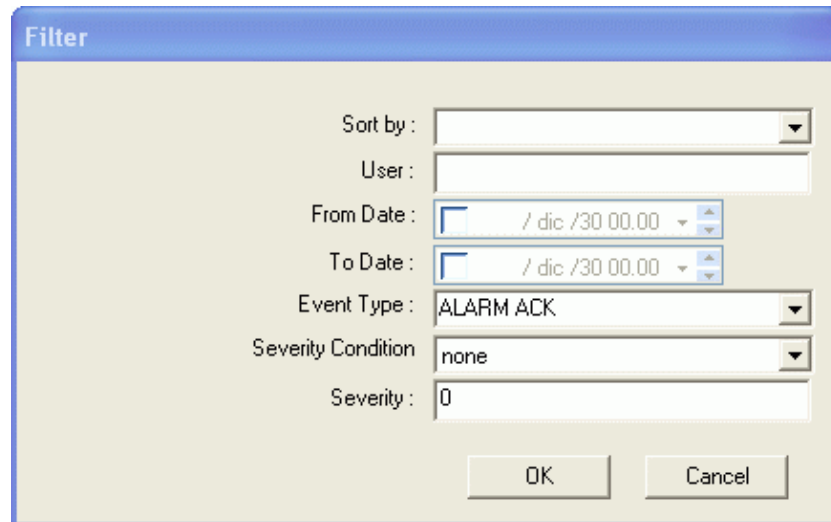 Filter
Sort by :
User :
From Date : / dic /30 00.00
To Date : / dic /30 00.00
Event Type : ALARM ACK
Severity Condition none
Severity : 0
OK Cancel